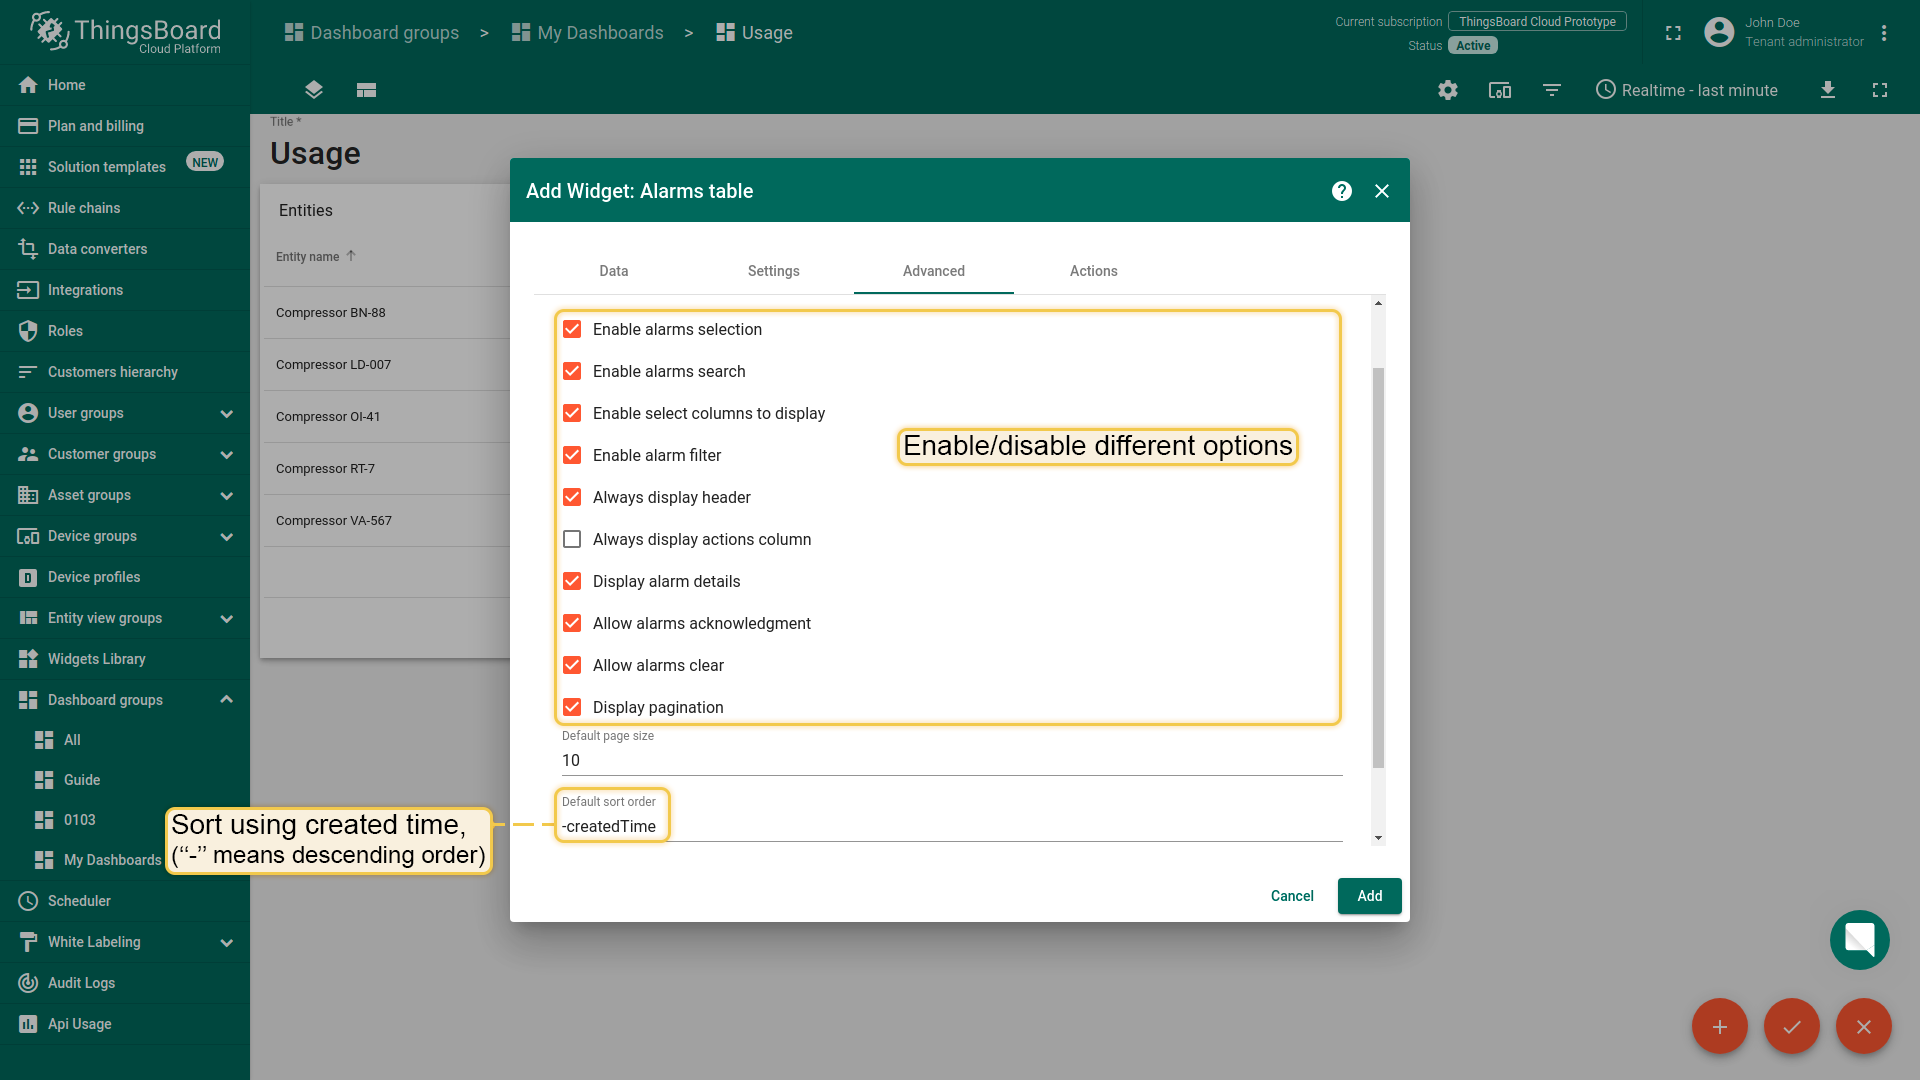 ThingsBoard
Cloud Platform
Dashboard groups > My Dashboards > Usage
Current subscription ThingsBoard Cloud Prototype
Status Active
John Doe
Tenant administrator
Realtime - last minute
Home
Plan and billing
Solution templates NEW
Rule chains
Data converters
Integrations
Roles
Customers hierarchy
User groups
Customer groups
Asset groups
Device groups
Device profiles
Entity view groups
Widgets Library
Dashboard groups
All
Guide
0103
My Dashboards
Scheduler
White Labeling
Audit Logs
Api Usage
Title *
Usage
Entities
Entity name
Compressor BN-88
Compressor LD-007
Compressor OI-41
Compressor RT-7
Compressor VA-567
Add Widget: Alarms table
Data Settings Advanced Actions
Enable alarms selection
Enable alarms search
Enable select columns to display
Enable alarm filter
Always display header
Always display actions column
Display alarm details
Allow alarms acknowledgment
Allow alarms clear
Display pagination
Enable/disable different options
Default page size
10
Default sort order
-createdTime
Sort using created time,
(“-” means descending order)
Cancel Add